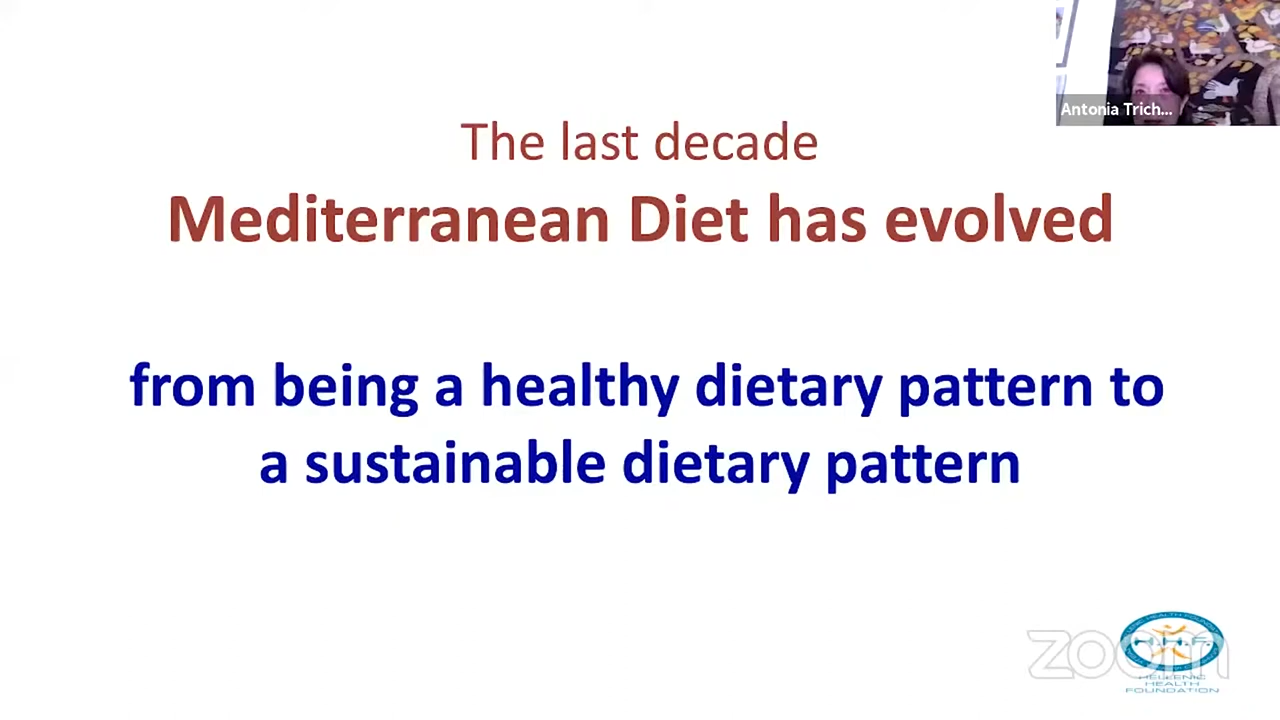 Antonia Trich...
The last decade
Mediterranean Diet has evolved
from being a healthy dietary pattern to
a sustainable dietary pattern
zoom
H.H.F.
HELLENIC
HEALTH
FOUNDATION